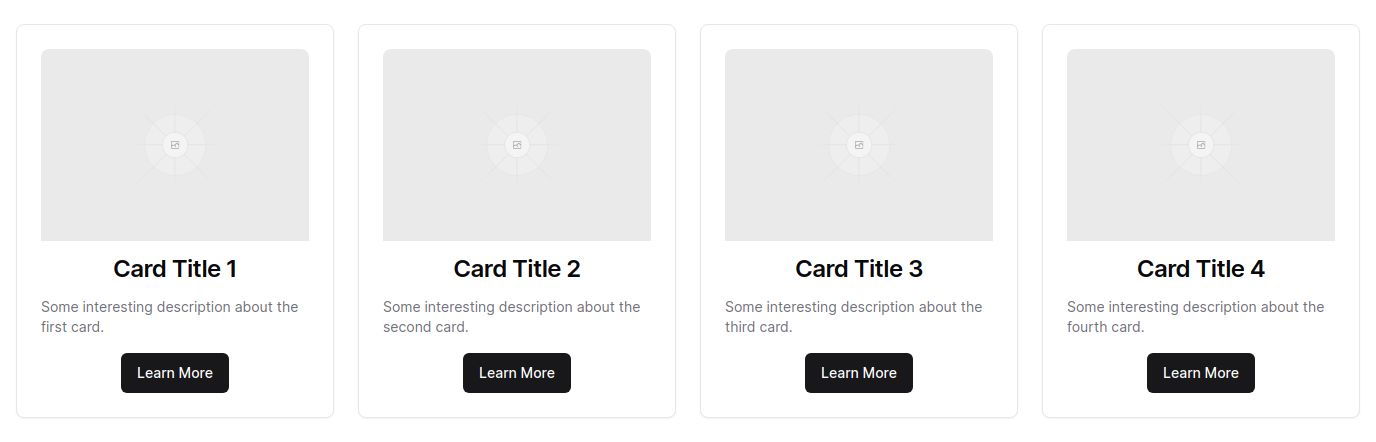 Card Title 1
Some interesting description about the
first card.
Learn More
Card Title 2
Some interesting description about the
second card.
Learn More
Card Title 3
Some interesting description about the
third card.
Learn More
Card Title 4
Some interesting description about the
fourth card.
Learn More